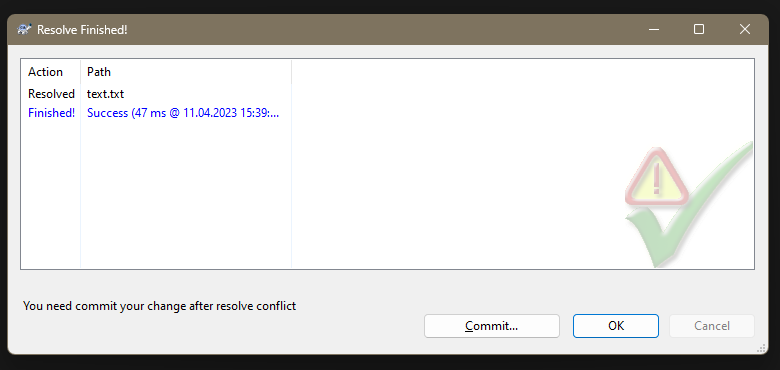 Resolve Finished!
Action Path
Resolved text.txt
Finished! Success (47 ms @ 11.04.2023 15:39:...
You need commit your change after resolve conflict
Commit... OK Cancel